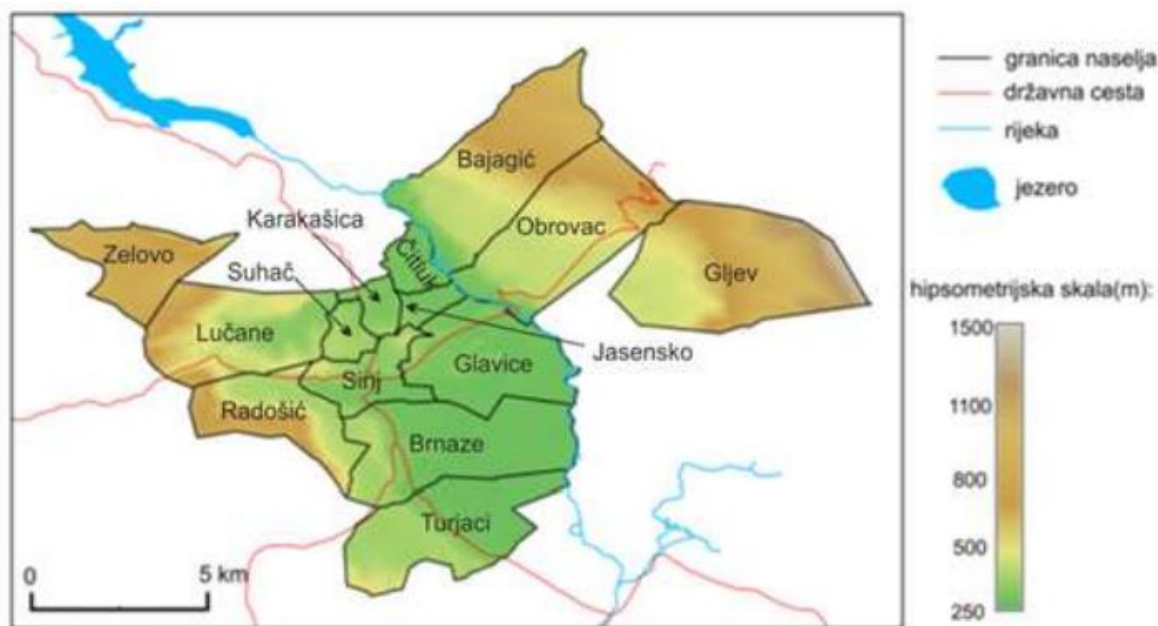 granica naselja
državna cesta
rijeka
jezero
hipsometrijska skala(m):
1500
1100
800
500
250
Bajagić
Karakašica
Obrovac
Zelovo
Čitluk
Suhač
Gljev
Lučane
Jasensko
Glavice
Sinj
Radošić
Brnaze
Turjaci
0 5 km